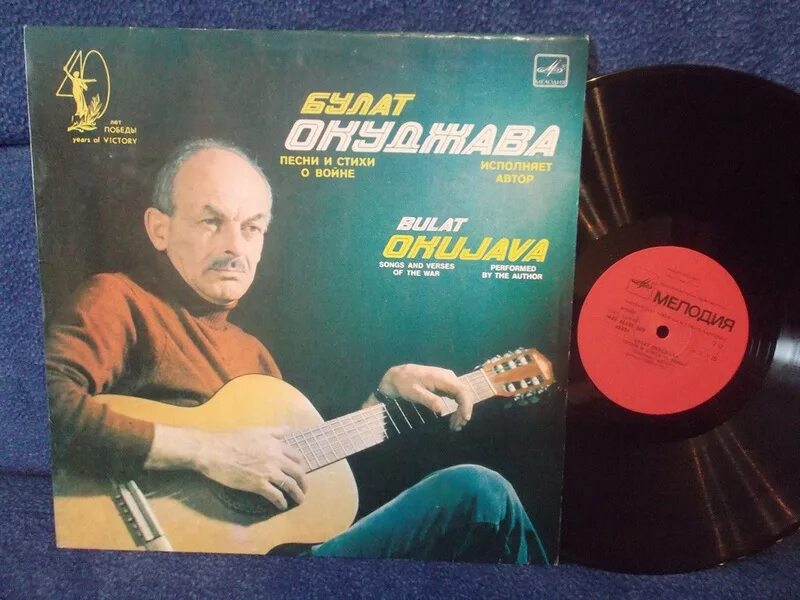 40
лет
ПОБЕДЫ
years of VICTORY
МЕЛОДИЯ
БУЛАТ
ОКУДЖАВА
ПЕСНИ И СТИХИ
О ВОЙНЕ
ИСПОЛНЯЕТ
АВТОР
BULAT
OKUJAVA
SONGS AND VERSES
OF THE WAR
PERFORMED
BY THE AUTHOR
МЕЛОДИЯ